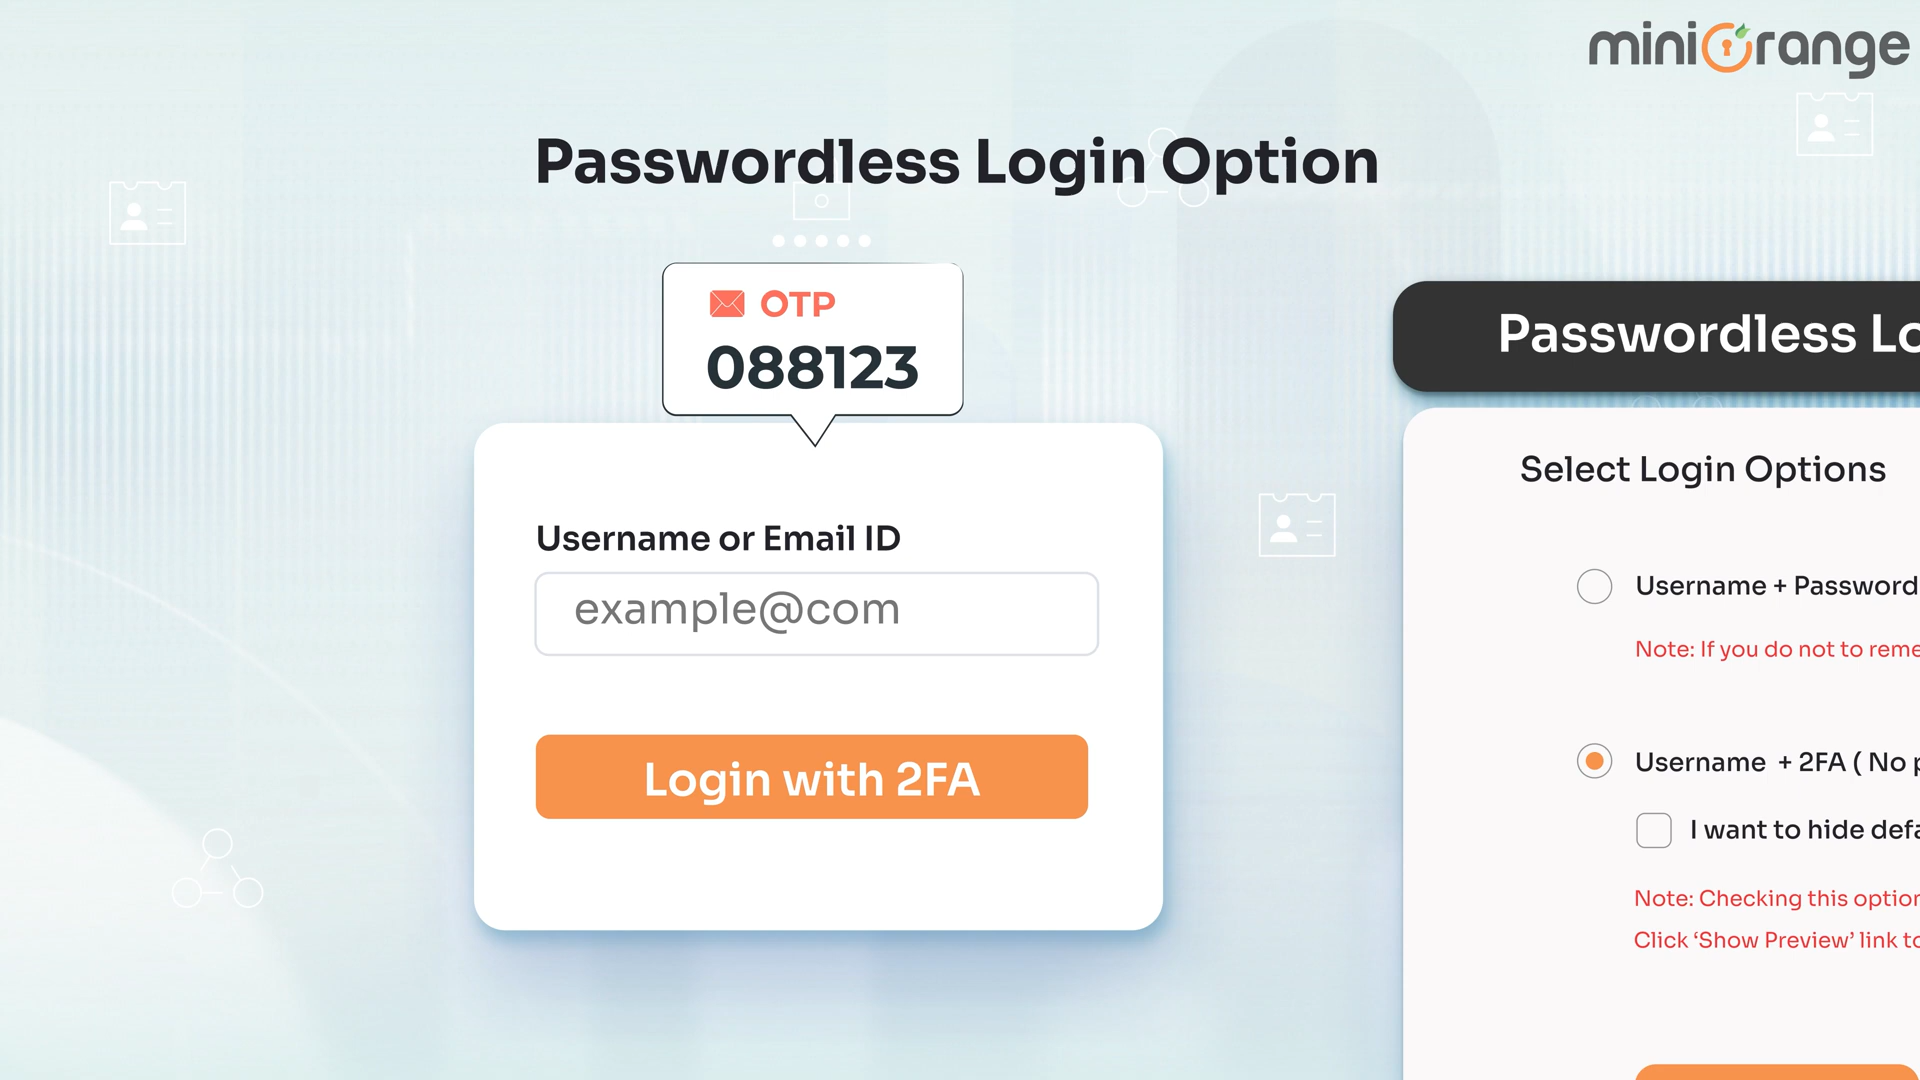 miniOrange
Passwordless Login Option
OTP
088123
Username or Email ID
example@com
Login with 2FA
Passwordless Lo
Select Login Options
Username + Password
Note: If you do not to reme
Username + 2FA ( No p
I want to hide defa
Note: Checking this option
Click ‘Show Preview’ link to